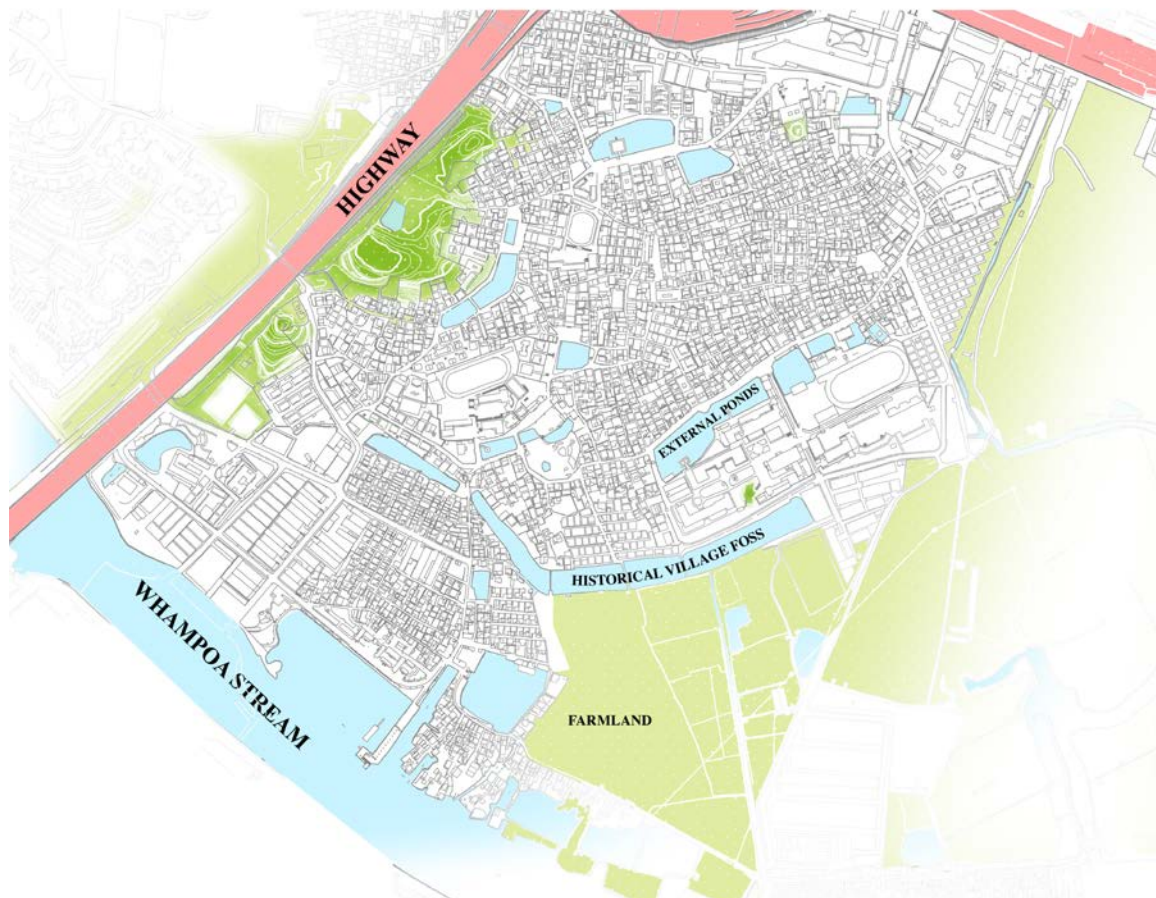 HIGHWAY
EXTERNAL PONDS
HISTORICAL VILLAGE FOSS
WHAMPOA STREAM
FARMLAND